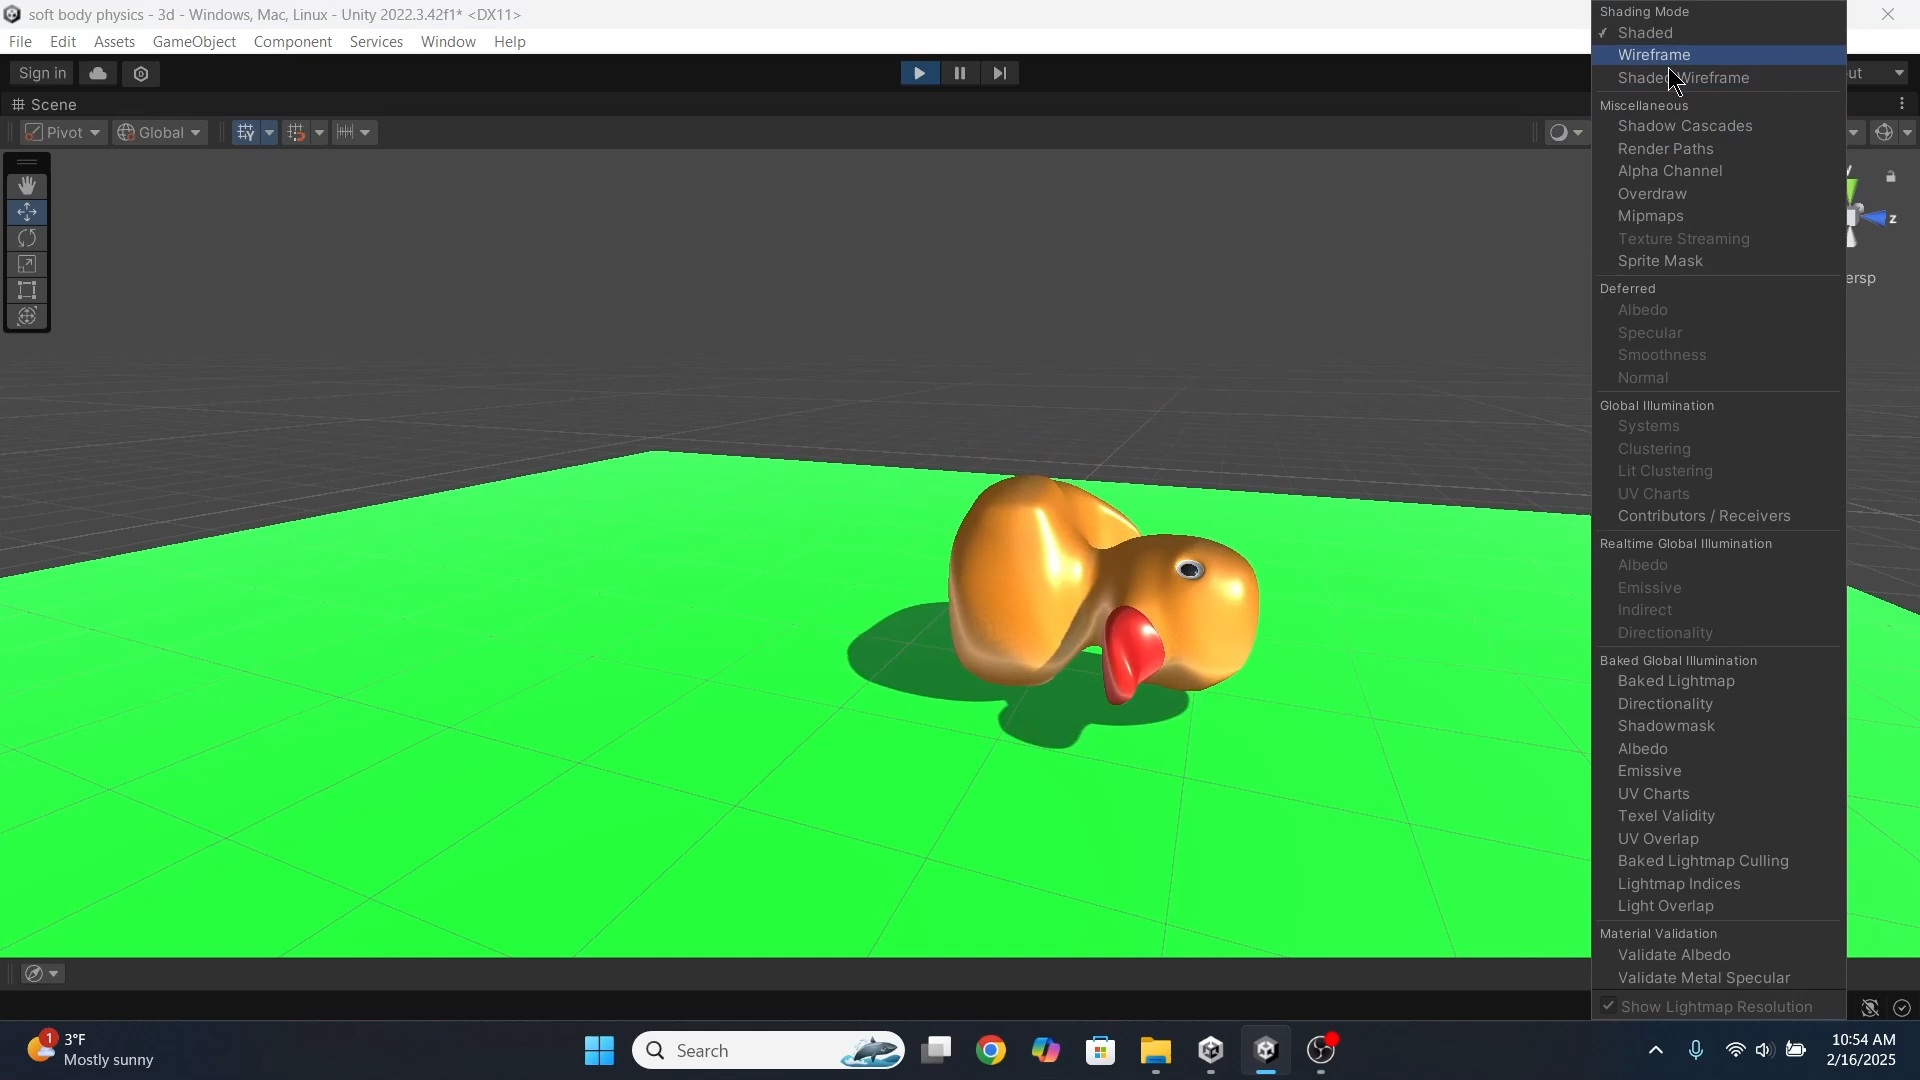 soft body physics - 3d - Windows, Mac, Linux - Unity 2022.3.42f1* <DX11>
File Edit Assets GameObject Component Services Window Help
Sign in
ut
Scene
Pivot Global
z
ersp
Shading Mode
Shaded
Wireframe
Shaded Wireframe
Miscellaneous
Shadow Cascades
Render Paths
Alpha Channel
Overdraw
Mipmaps
Texture Streaming
Sprite Mask
Deferred
Albedo
Specular
Smoothness
Normal
Global Illumination
Systems
Clustering
Lit Clustering
UV Charts
Contributors / Receivers
Realtime Global Illumination
Albedo
Emissive
Indirect
Directionality
Baked Global Illumination
Baked Lightmap
Directionality
Shadowmask
Albedo
Emissive
UV Charts
Texel Validity
UV Overlap
Baked Lightmap Culling
Lightmap Indices
Light Overlap
Material Validation
Validate Albedo
Validate Metal Specular
Show Lightmap Resolution
1
3°F
Mostly sunny
Search
10:54 AM
2/16/2025